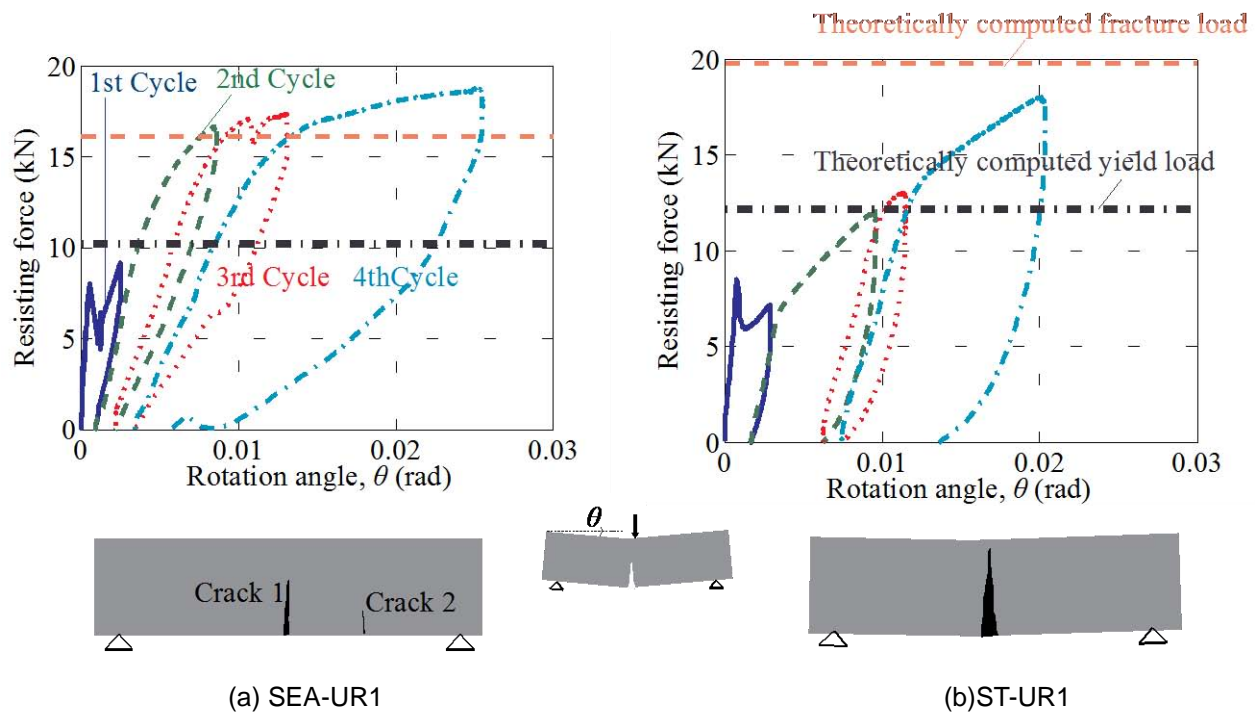 Theoretically computed fracture load
20
1st Cycle
2nd Cycle
15
10
3rd Cycle
4thCycle
5
0
0
0.01
0.02
0.03
Resisting force (kN)
Rotation angle, θ (rad)
20
15
Theoretically computed yield load
10
5
0
0
0.01
0.02
0.03
Resisting force (kN)
Rotation angle, θ (rad)
Crack 1
Crack 2
θ
(a) SEA-UR1
(b)ST-UR1